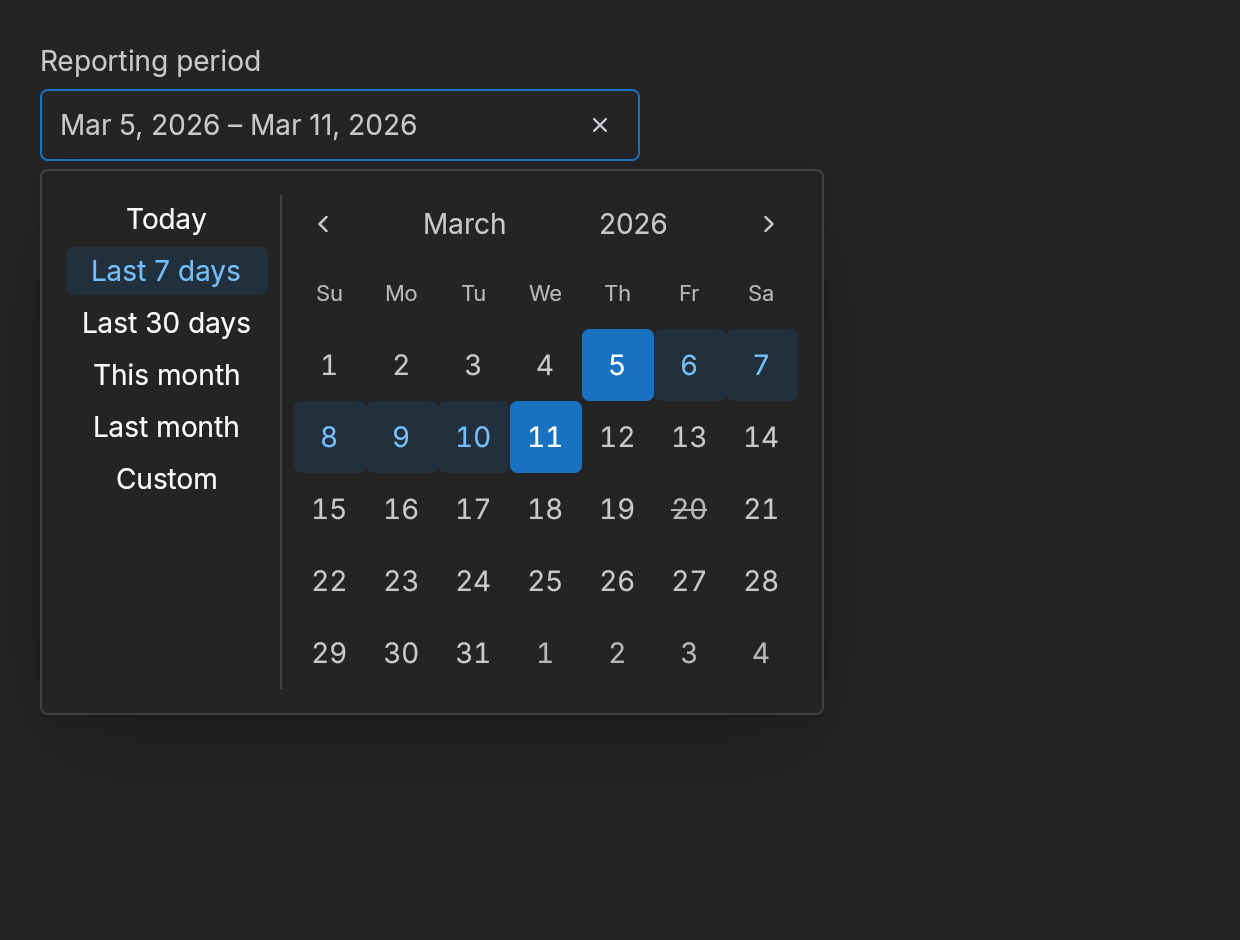 Reporting period
Mar 5, 2026 – Mar 11, 2026
Today
Last 7 days
Last 30 days
This month
Last month
Custom
March 2026
Su Mo Tu We Th Fr Sa
1 2 3 4 5 6 7
8 9 10 11 12 13 14
15 16 17 18 19 20 21
22 23 24 25 26 27 28
29 30 31 1 2 3 4